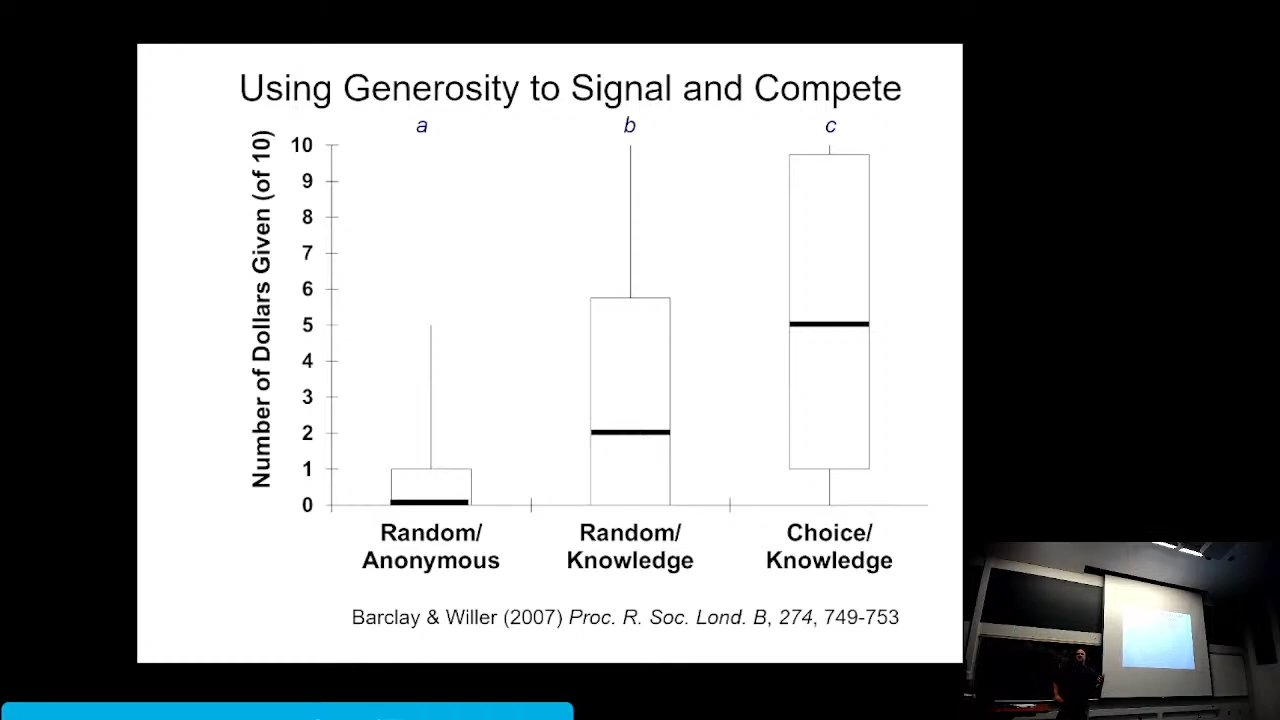 Using Generosity to Signal and Compete
a b c
Number of Dollars Given (of 10)
10
9
8
7
6
5
4
3
2
1
0
Random/ Random/ Choice/
Anonymous Knowledge Knowledge
Barclay & Willer (2007) Proc. R. Soc. Lond. B, 274, 749-753